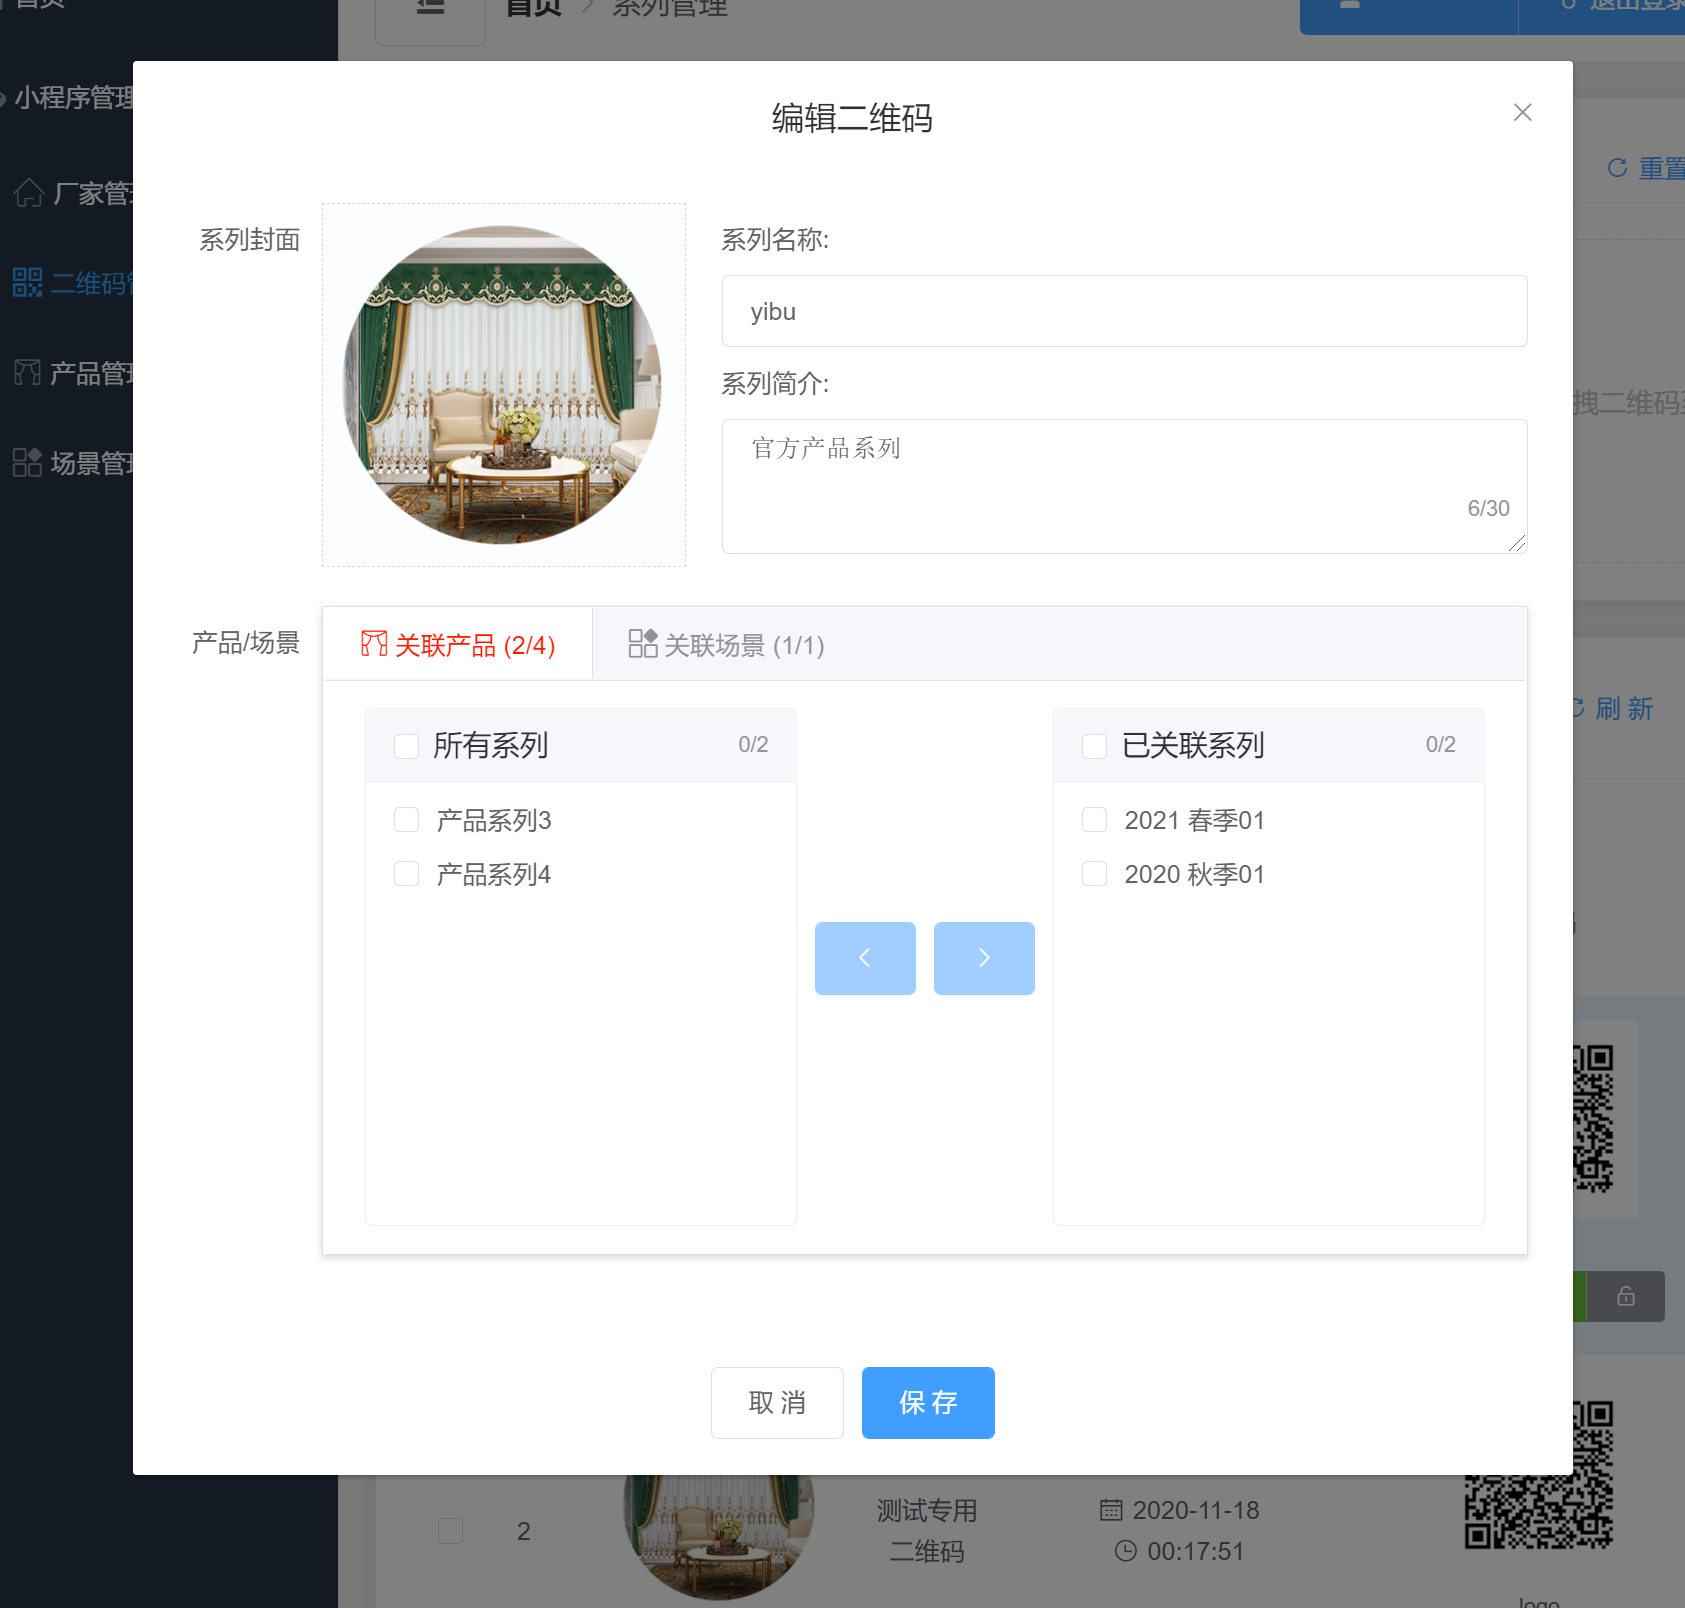 首页
首页 系列管理
退出登录
小程序管理
编辑二维码
重置
厂家管
二维码
产品管
场景管
系列封面
系列名称:
yibu
系列简介:
官方产品系列
6/30
拽二维码
产品/场景
关联产品 (2/4)
关联场景 (1/1)
刷 新
所有系列 0/2
已关联系列 0/2
产品系列3
产品系列4
2021 春季01
2020 秋季01
取 消
保 存
2
测试专用
二维码
2020-11-18
00:17:51
logo